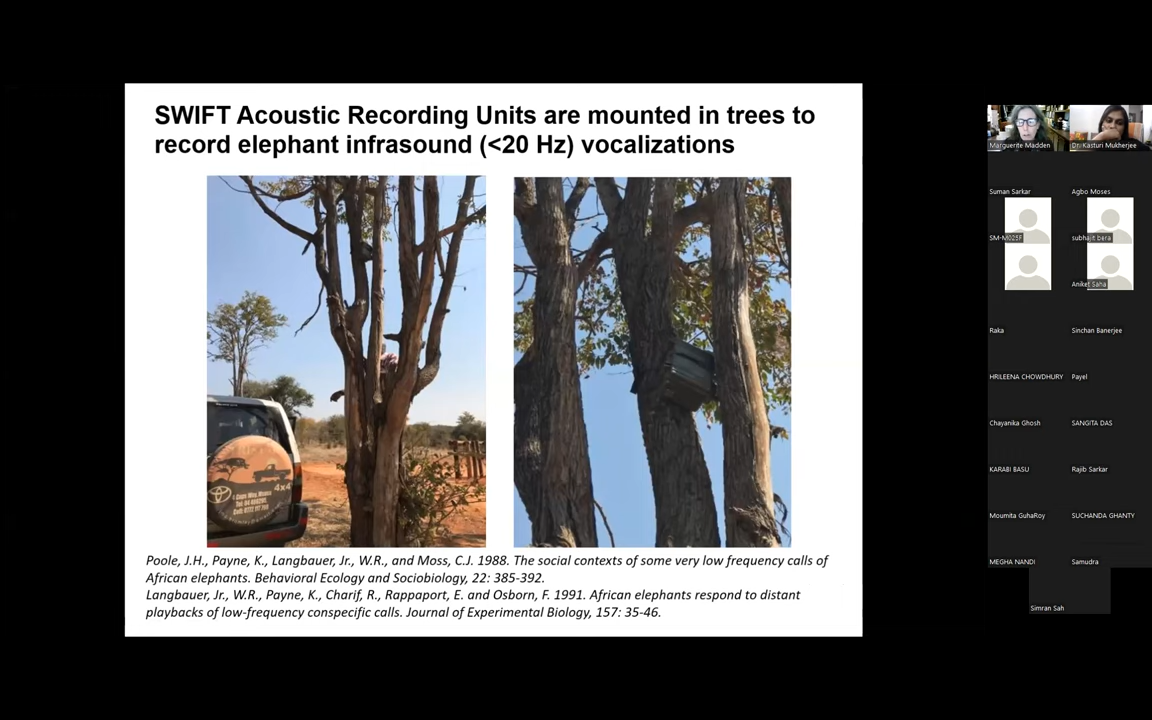 SWIFT Acoustic Recording Units are mounted in trees to
record elephant infrasound (<20 Hz) vocalizations
4x4
Poole, J.H., Payne, K., Langbauer, Jr., W.R., and Moss, C.J. 1988. The social contexts of some very low frequency calls of
African elephants. Behavioral Ecology and Sociobiology, 22: 385-392.
Langbauer, Jr., W.R., Payne, K., Charif, R., Rappaport, E. and Osborn, F. 1991. African elephants respond to distant
playbacks of low-frequency conspecific calls. Journal of Experimental Biology, 157: 35-46.
Marguerite Madden
Dr. Kasturi Mukherjee
Suman Sarkar
Agbo Moses
SM-M025F
subhajit bera
Aniket Saha
Raka
Sinchan Banerjee
HRILEENA CHOWDHURY
Payel
Chayanika Ghosh
SANGITA DAS
KARABI BASU
Rajib Sarkar
Moumita GuhaRoy
SUCHANDA GHANTY
MEGHA NANDI
Samudra
Simran Sah